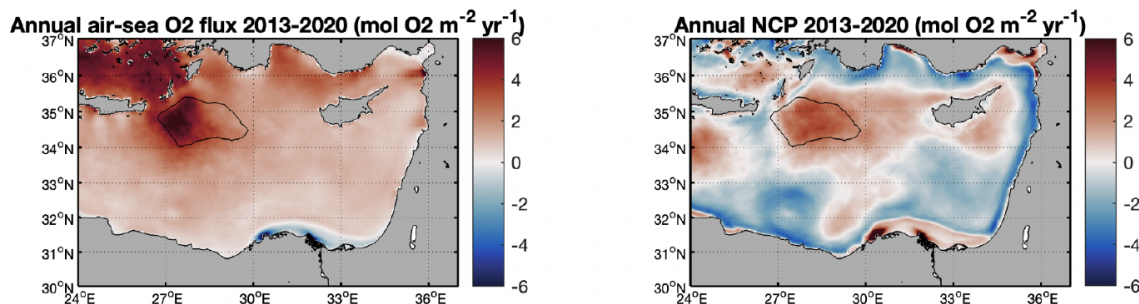 Annual air-sea O2 flux 2013-2020 (mol O2 m⁻² yr⁻¹)
37°N
36°N
35°N
34°N
33°N
32°N
31°N
30°N
24°E 27°E 30°E 33°E 36°E
6
4
2
0
-2
-4
-6
Annual NCP 2013-2020 (mol O2 m⁻² yr⁻¹)
37°N
36°N
35°N
34°N
33°N
32°N
31°N
30°N
24°E 27°E 30°E 33°E 36°E
6
4
2
0
-2
-4
-6